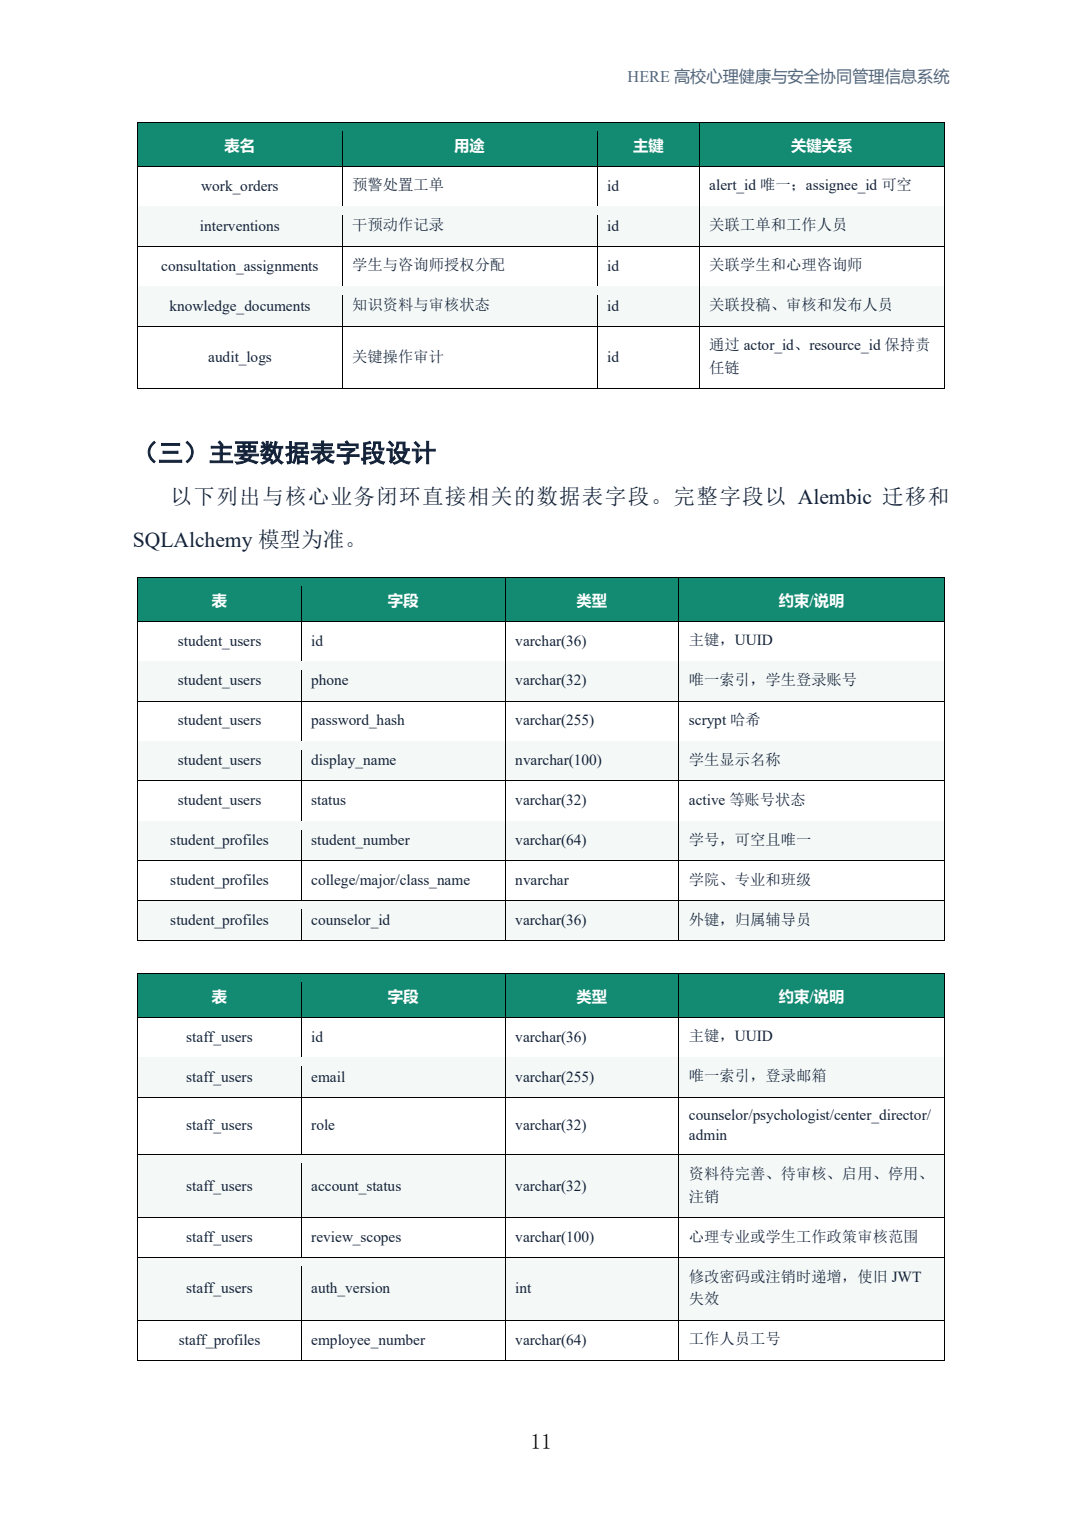 HERE 高校心理健康与安全协同管理信息系统
表名 用途 主键 关键关系
work_orders 预警处置工单 id alert_id 唯一；assignee_id 可空
interventions 干预动作记录 id 关联工单和工作人员
consultation_assignments 学生与咨询师授权分配 id 关联学生和心理咨询师
knowledge_documents 知识资料与审核状态 id 关联投稿、审核和发布人员
audit_logs 关键操作审计 id 通过 actor_id、resource_id 保持责
任链
（三）主要数据表字段设计
以下列出与核心业务闭环直接相关的数据表字段。完整字段以 Alembic 迁移和
SQLAlchemy 模型为准。
表 字段 类型 约束/说明
student_users id varchar(36) 主键，UUID
student_users phone varchar(32) 唯一索引，学生登录账号
student_users password_hash varchar(255) scrypt 哈希
student_users display_name nvarchar(100) 学生显示名称
student_users status varchar(32) active 等账号状态
student_profiles student_number varchar(64) 学号，可空且唯一
student_profiles college/major/class_name nvarchar 学院、专业和班级
student_profiles counselor_id varchar(36) 外键，归属辅导员
表 字段 类型 约束/说明
staff_users id varchar(36) 主键，UUID
staff_users email varchar(255) 唯一索引，登录邮箱
staff_users role varchar(32) counselor/psychologist/center_director/
admin
staff_users account_status varchar(32) 资料待完善、待审核、启用、停用、
注销
staff_users review_scopes varchar(100) 心理专业或学生工作政策审核范围
staff_users auth_version int 修改密码或注销时递增，使旧 JWT
失效
staff_profiles employee_number varchar(64) 工作人员工号
11